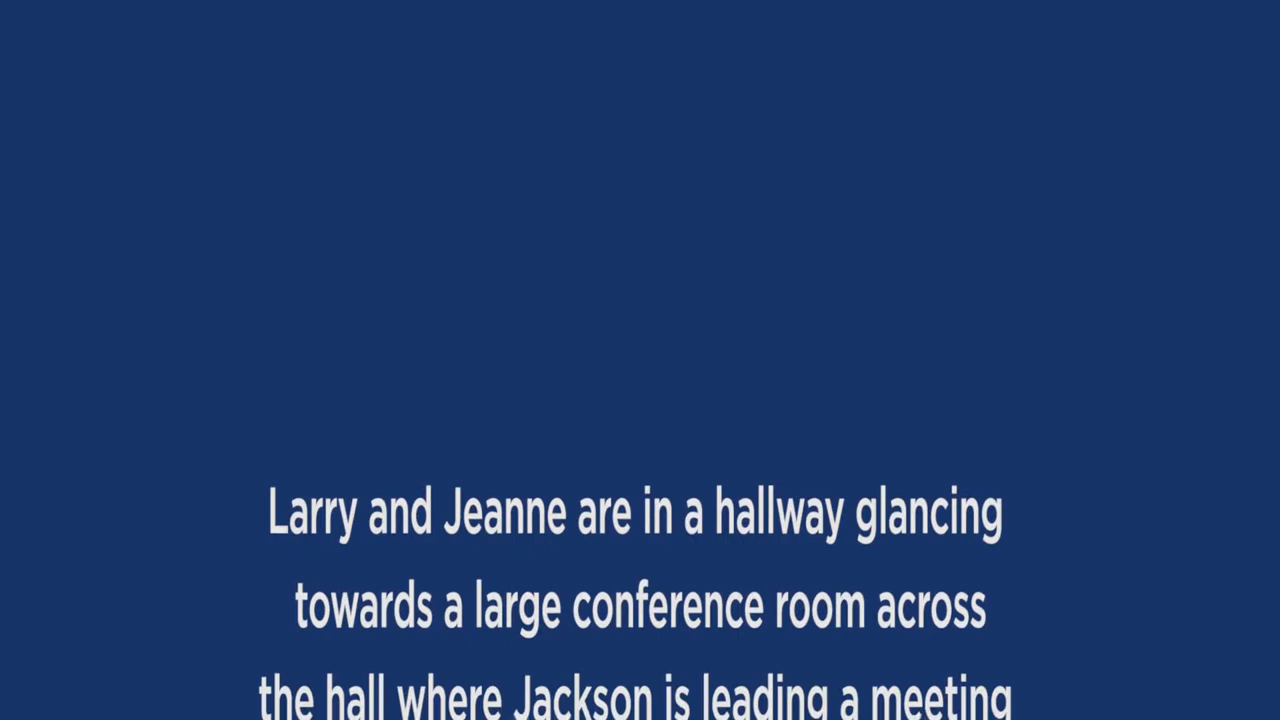 Larry and Jeanne are in a hallway glancing
towards a large conference room across
the hall where Jackson is leading a meeting